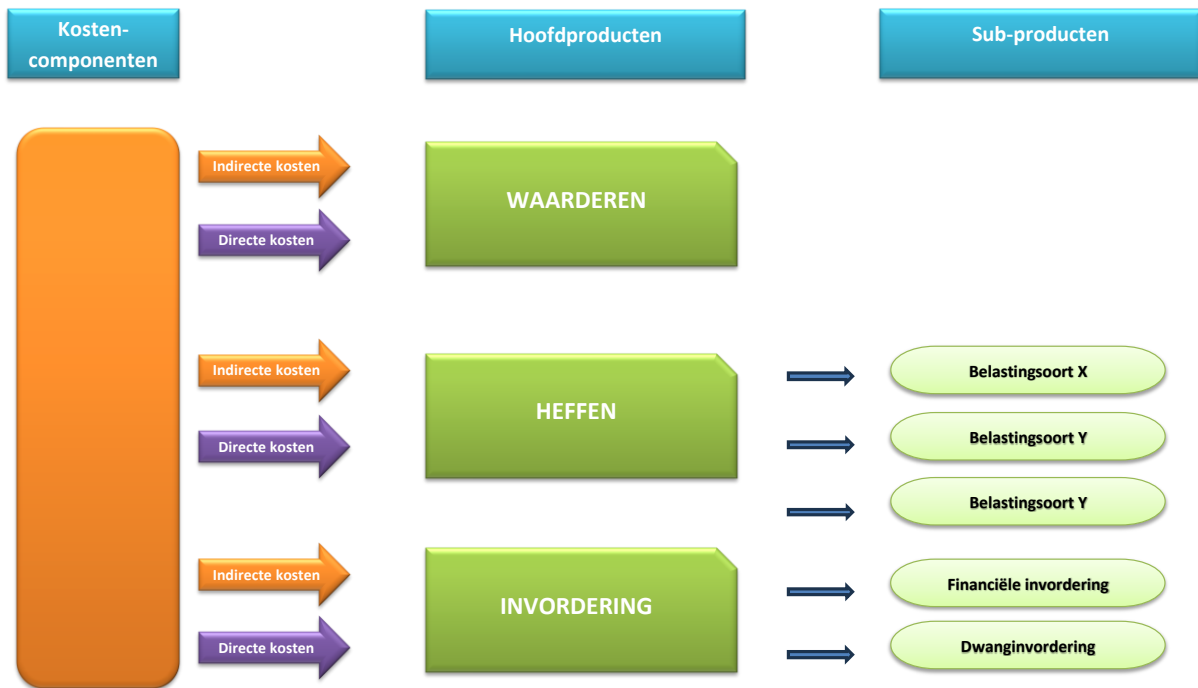 Kosten-
componenten
Hoofdproducten
Sub-producten
Indirecte kosten
Directe kosten
WAARDEREN
Indirecte kosten
Directe kosten
HEFFEN
Belastingsoort X
Belastingsoort Y
Belastingsoort Y
Indirecte kosten
Directe kosten
INVORDERING
Financiële invordering
Dwanginvordering